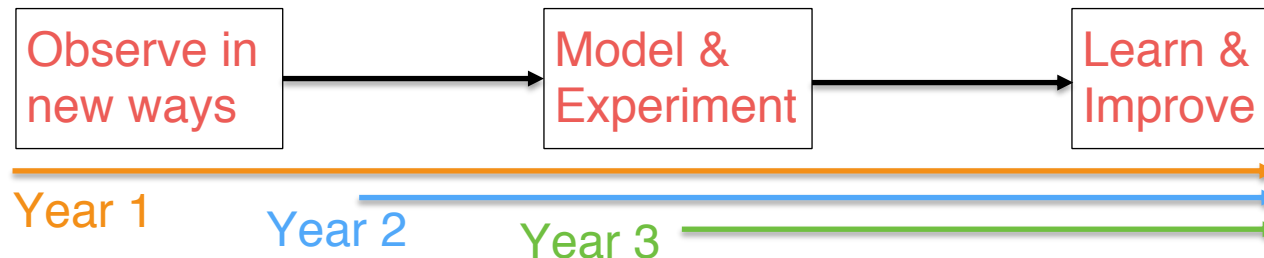 Observe in
new ways
Model &
Experiment
Learn &
Improve
Year 1
Year 2
Year 3